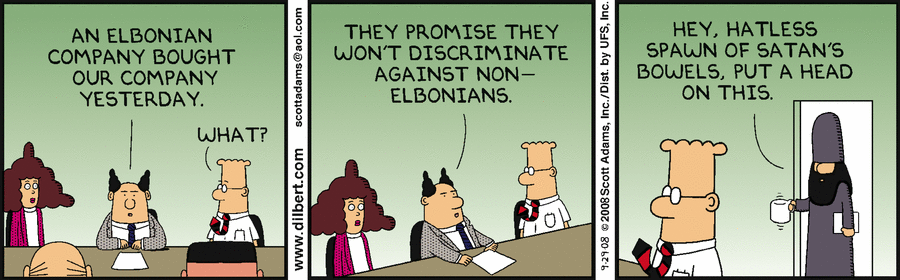 AN ELBONIAN
COMPANY BOUGHT
OUR COMPANY
YESTERDAY.
WHAT?
www.dilbert.com
scottadams@aol.com
THEY PROMISE THEY
WON'T DISCRIMINATE
AGAINST NON-
ELBONIANS.
9-29-08 © 2008 Scott Adams, Inc./Dist. by UFS, Inc.
HEY, HATLESS
SPAWN OF SATAN'S
BOWELS, PUT A HEAD
ON THIS.